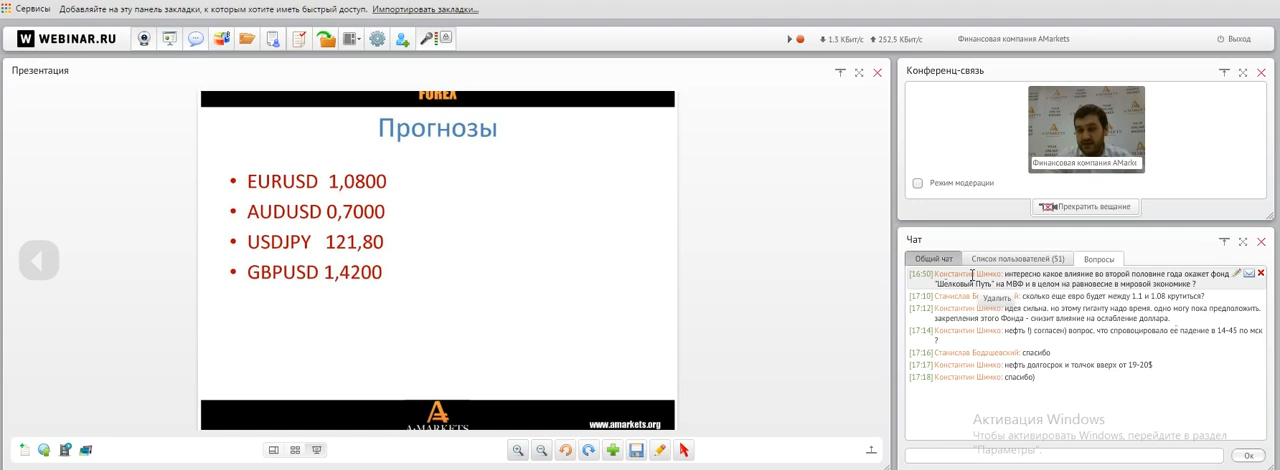 Сервисы Добавляйте на эту панель закладки, к которым хотите иметь быстрый доступ. Импортировать закладки...
W WEBINAR.RU
1.3 КБит/с 252,5 КБит/с
Финансовая компания AMarkets
Выход
Презентация
FOREX
Прогнозы
• EURUSD 1,0800
• AUDUSD 0,7000
• USDJPY 121,80
• GBPUSD 1,4200
AMARKETS
www.amarkets.org
Конференц-связь
Финансовая компания AMarke
Режим модерации
Прекратить вещание
Чат
Общий чат Список пользователей (51) Вопросы
[16:50] Константин Шимко: интересно какое влияние во второй половине года окажет фонд
"Шелковый Путь" на МВФ и в целом на равновесие в мировой экономике ?
[17:10] Станислав Бодашевский: сколько еще евро будет между 1.1 и 1.08 крутиться?
Удалить
[17:12] Константин Шимко: идея сильна. но этому гиганту надо время. одно могу пока предположить.
закрепления этого Фонда - снизит влияние на ослабление доллара.
[17:14] Константин Шимко: нефть !) согласен) вопрос, что спровоцировало её падение в 14-45 по мск
?
[17:16] Станислав Бодашевский: спасибо
[17:17] Константин Шимко: нефть долгосрок и толчок вверх от 19-20$
[17:18] Константин Шимко: спасибо)
Активация Windows
Чтобы активировать Windows, перейдите в раздел
"Параметры".
Ок